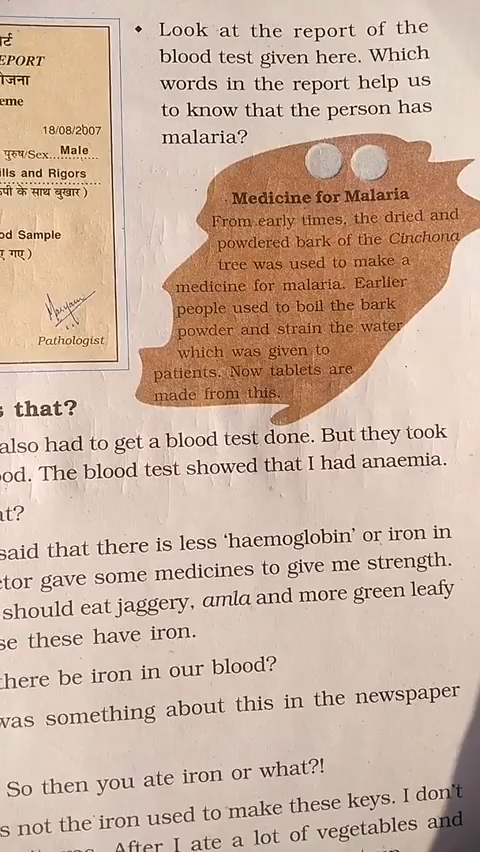 र्ट
EPORT
ोजना
eme
18/08/2007
पुरुष/Sex...Male
ills and Rigors
पी के साथ बुखार )
od Sample
ए गए)
Pathologist
Look at the report of the
blood test given here. Which
words in the report help us
to know that the person has
malaria?
Medicine for Malaria
From early times, the dried and
powdered bark of the Cinchona
tree was used to make a
medicine for malaria. Earlier
people used to boil the bark
powder and strain the water
which was given to
patients. Now tablets are
made from this.
s that?
also had to get a blood test done. But they took
od. The blood test showed that I had anaemia.
at?
said that there is less ‘haemoglobin’ or iron in
ctor gave some medicines to give me strength.
should eat jaggery, amla and more green leafy
se these have iron.
there be iron in our blood?
was something about this in the newspaper
So then you ate iron or what?!
s not the iron used to make these keys. I don’t
After I ate a lot of vegetables and